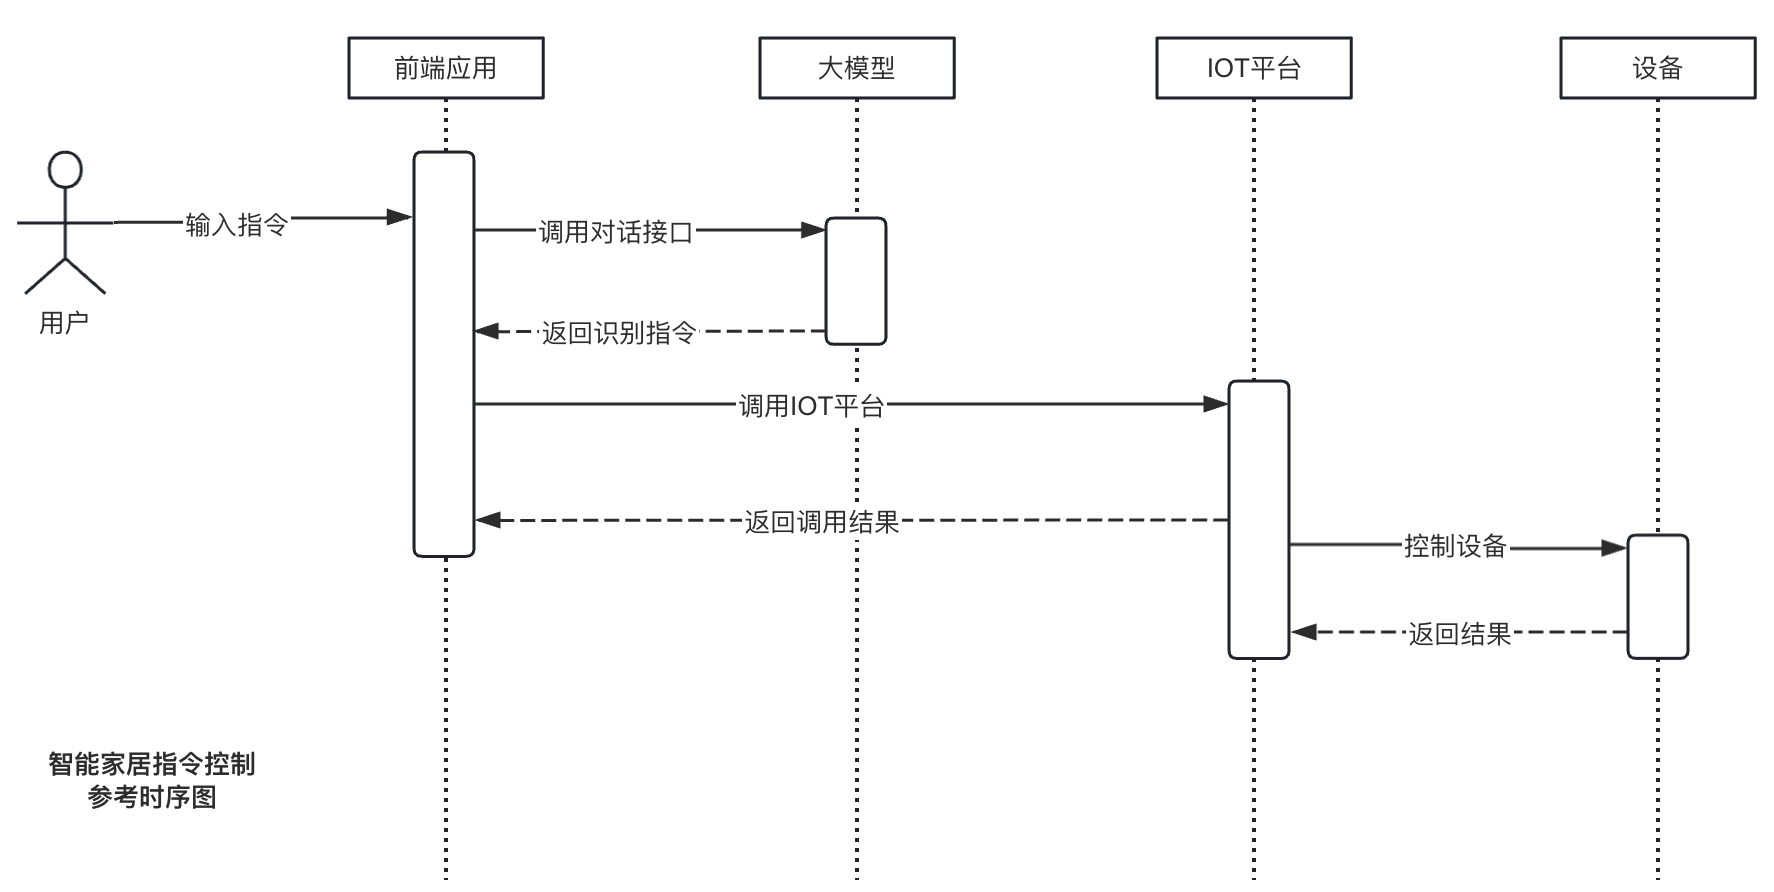 前端应用
大模型
IOT平台
设备
输入指令
调用对话接口
用户
返回识别指令
调用IOT平台
返回调用结果
控制设备
返回结果
智能家居指令控制
参考时序图